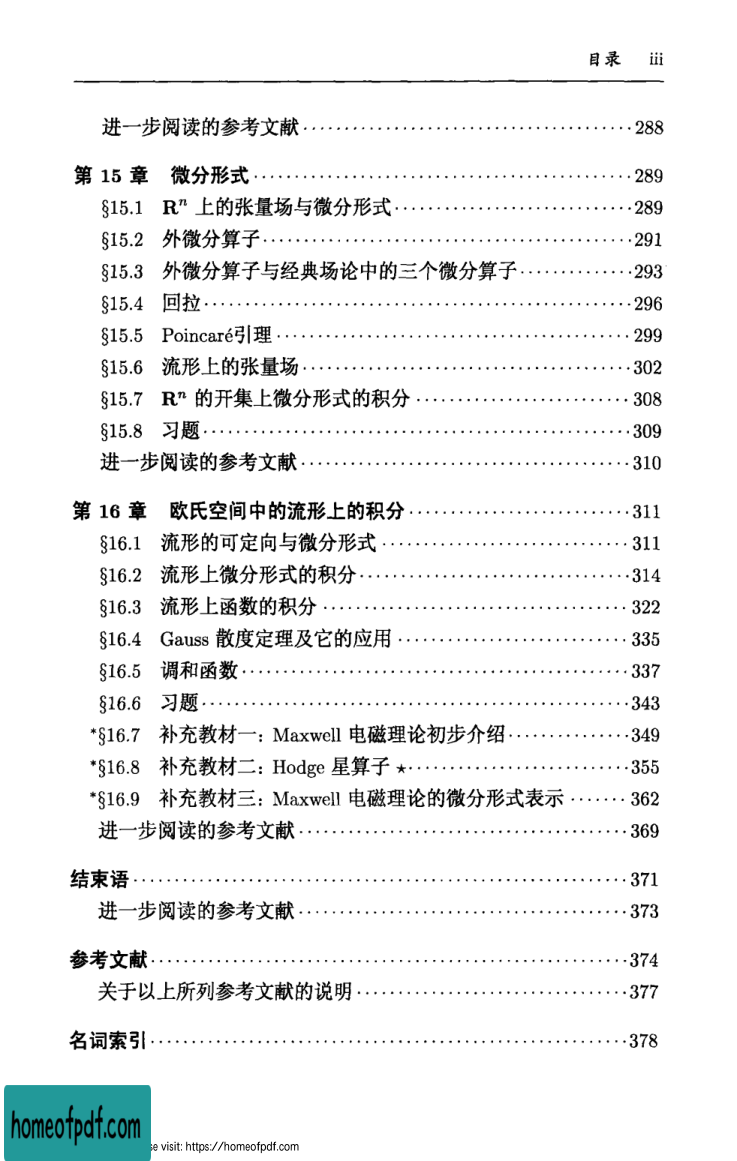 目录 iii
进一步阅读的参考文献 288
第 15 章 微分形式 289
§15.1 Rⁿ 上的张量场与微分形式 289
§15.2 外微分算子 291
§15.3 外微分算子与经典场论中的三个微分算子 293
§15.4 回拉 296
§15.5 Poincaré引理 299
§15.6 流形上的张量场 302
§15.7 Rⁿ 的开集上微分形式的积分 308
§15.8 习题 309
进一步阅读的参考文献 310
第 16 章 欧氏空间中的流形上的积分 311
§16.1 流形的可定向与微分形式 311
§16.2 流形上微分形式的积分 314
§16.3 流形上函数的积分 322
§16.4 Gauss 散度定理及它的应用 335
§16.5 调和函数 337
§16.6 习题 343
*§16.7 补充教材一: Maxwell 电磁理论初步介绍 349
*§16.8 补充教材二: Hodge 星算子 ★ 355
*§16.9 补充教材三: Maxwell 电磁理论的微分形式表示 362
进一步阅读的参考文献 369
结束语 371
进一步阅读的参考文献 373
参考文献 374
关于以上所列参考文献的说明 377
名词索引 378
homeofpdf.com
se visit: https://homeofpdf.com